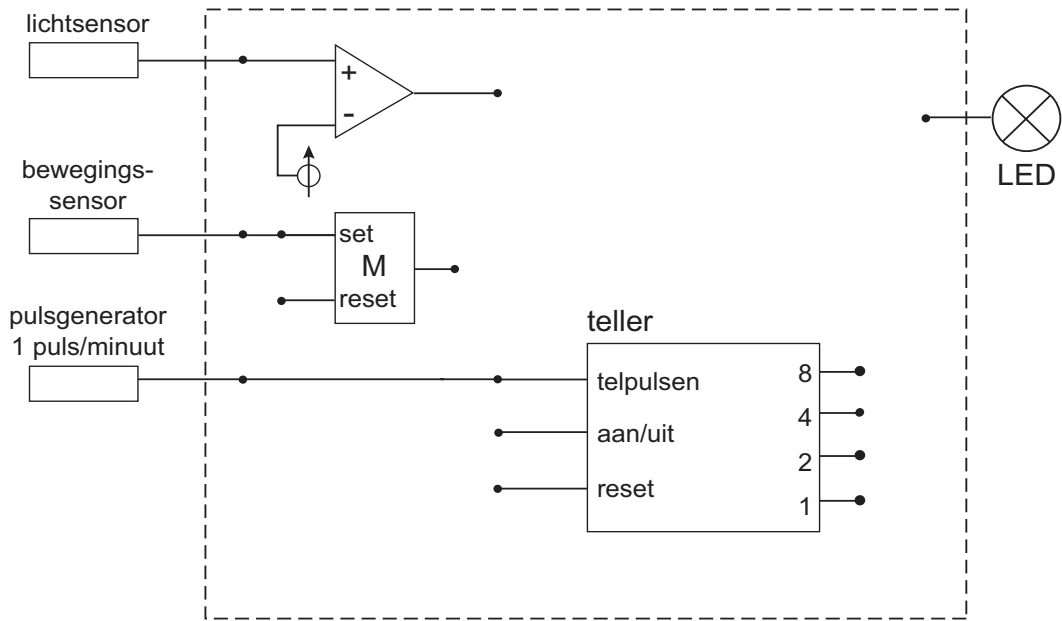 lichtsensor
+
-
LED
bewegings-
sensor
set
M
reset
pulsgenerator
1 puls/minuut
teller
telpulsen
aan/uit
reset
8
4
2
1